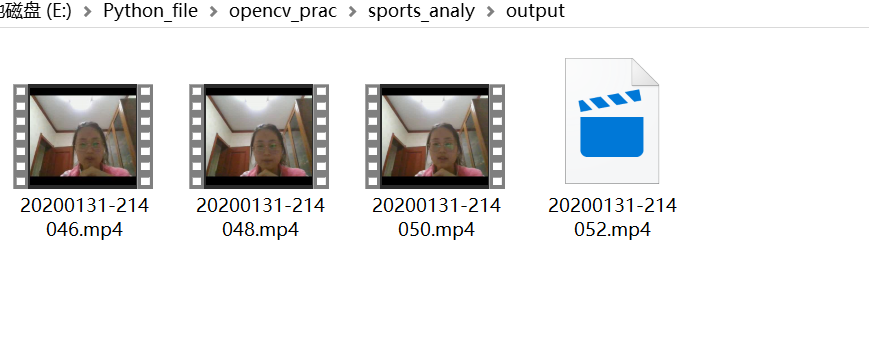 磁盘 (E:) > Python_file > opencv_prac > sports_analy > output
20200131-214
046.mp4
20200131-214
048.mp4
20200131-214
050.mp4
20200131-214
052.mp4